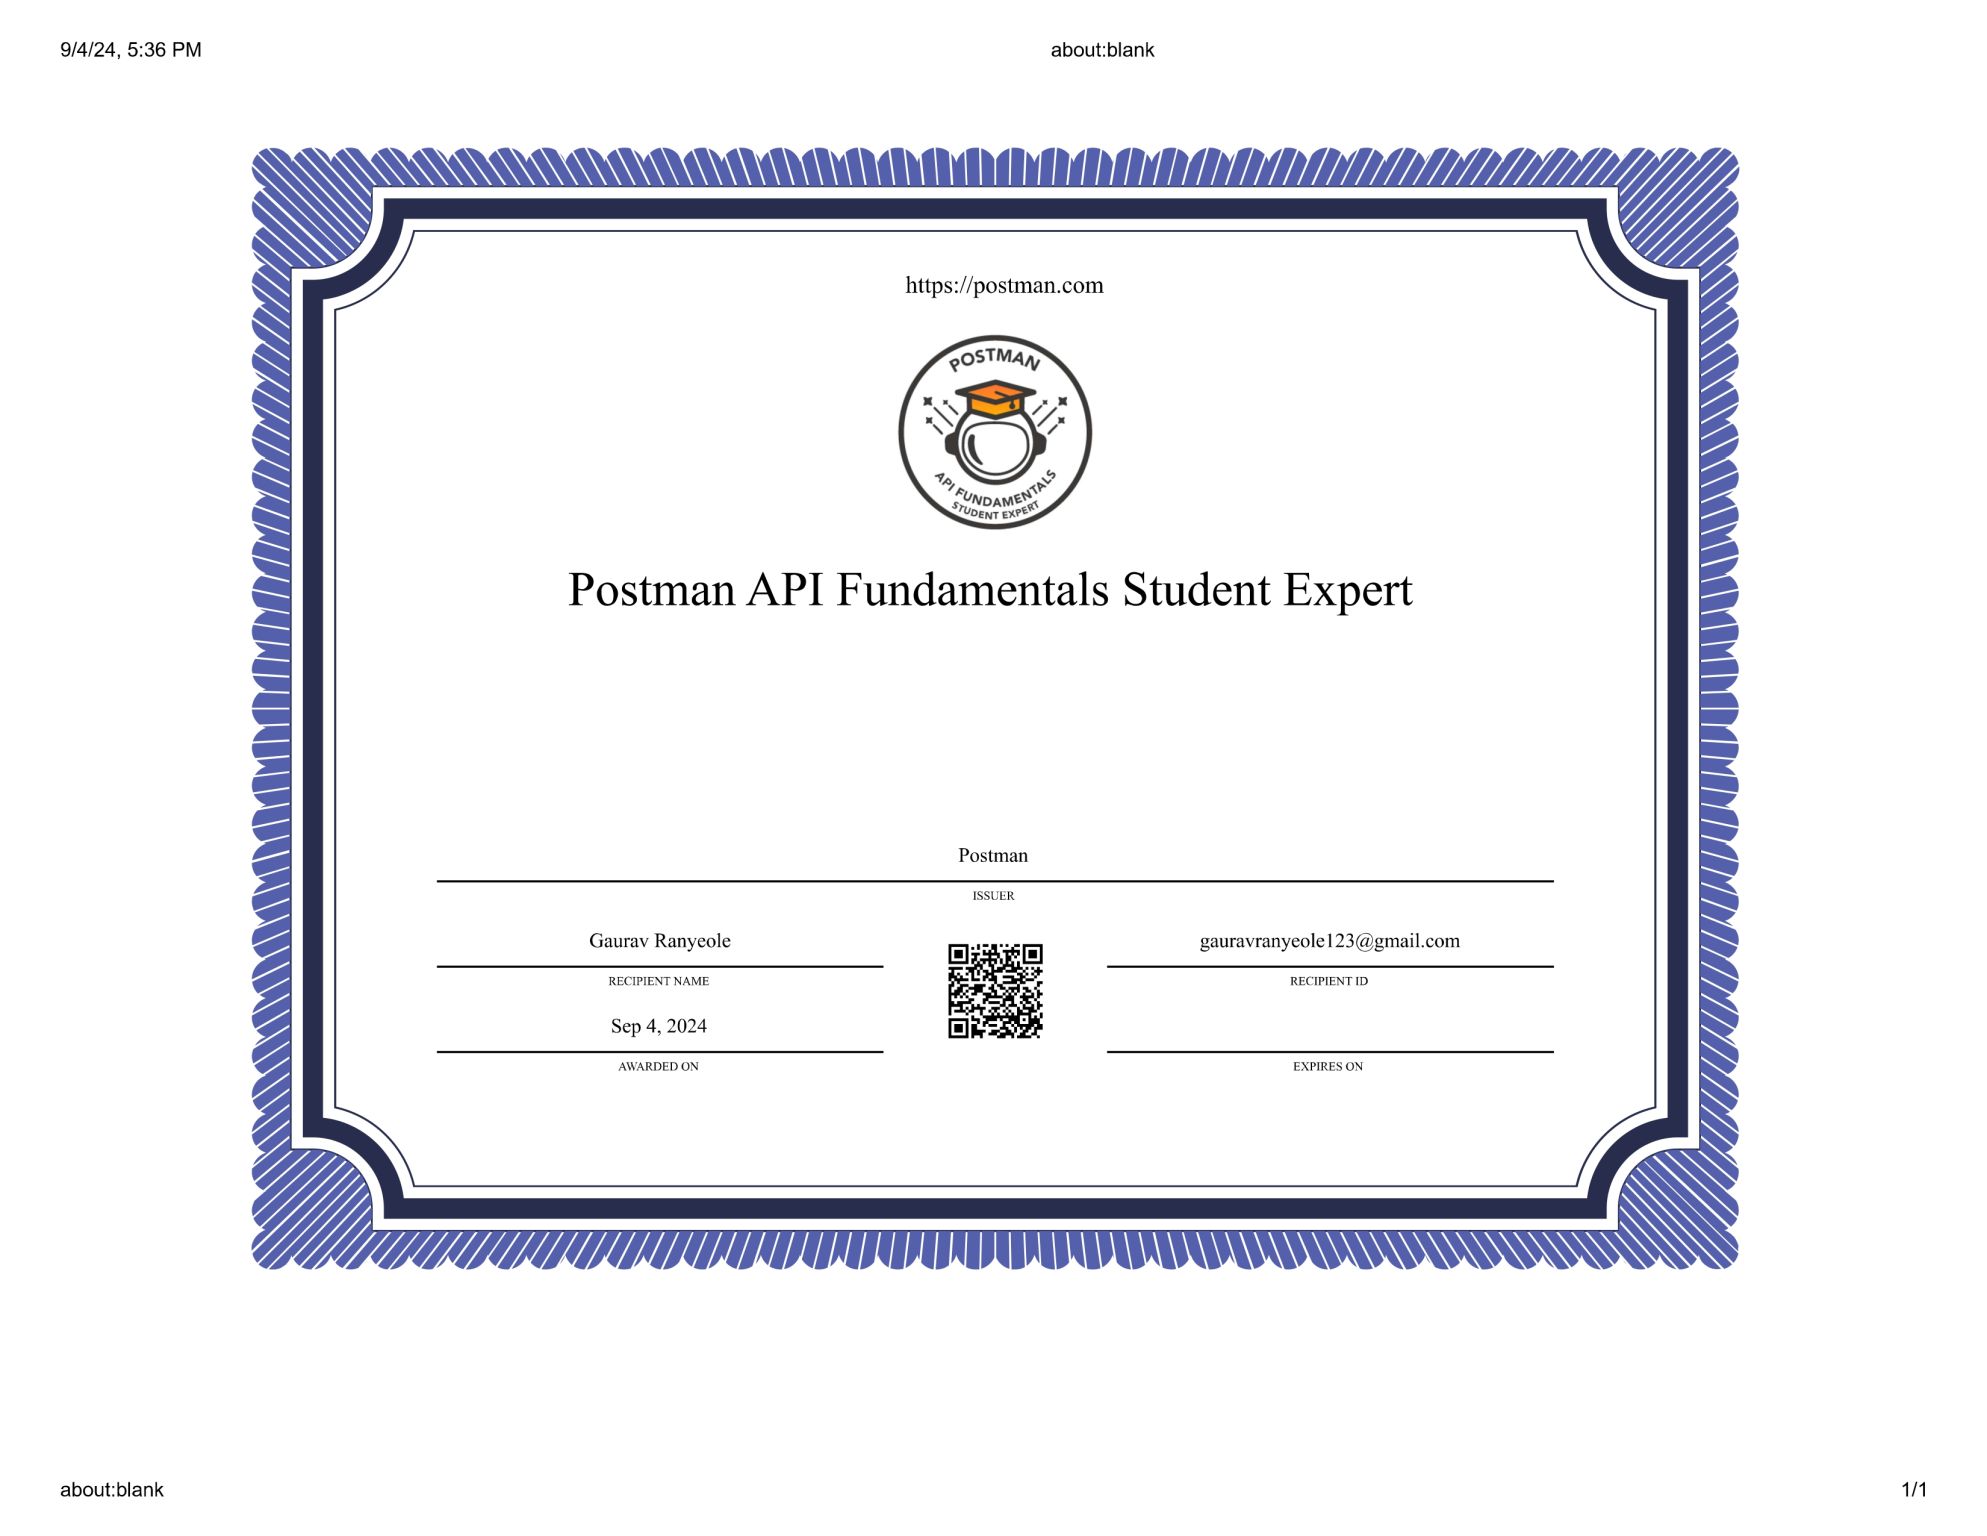 9/4/24, 5:36 PM about:blank
https://postman.com
POSTMAN
API FUNDAMENTALS
STUDENT EXPERT
Postman API Fundamentals Student Expert
Postman
ISSUER
Gaurav Ranyeole gauravranyeole123@gmail.com
RECIPIENT NAME RECIPIENT ID
Sep 4, 2024
AWARDED ON EXPIRES ON
about:blank 1/1